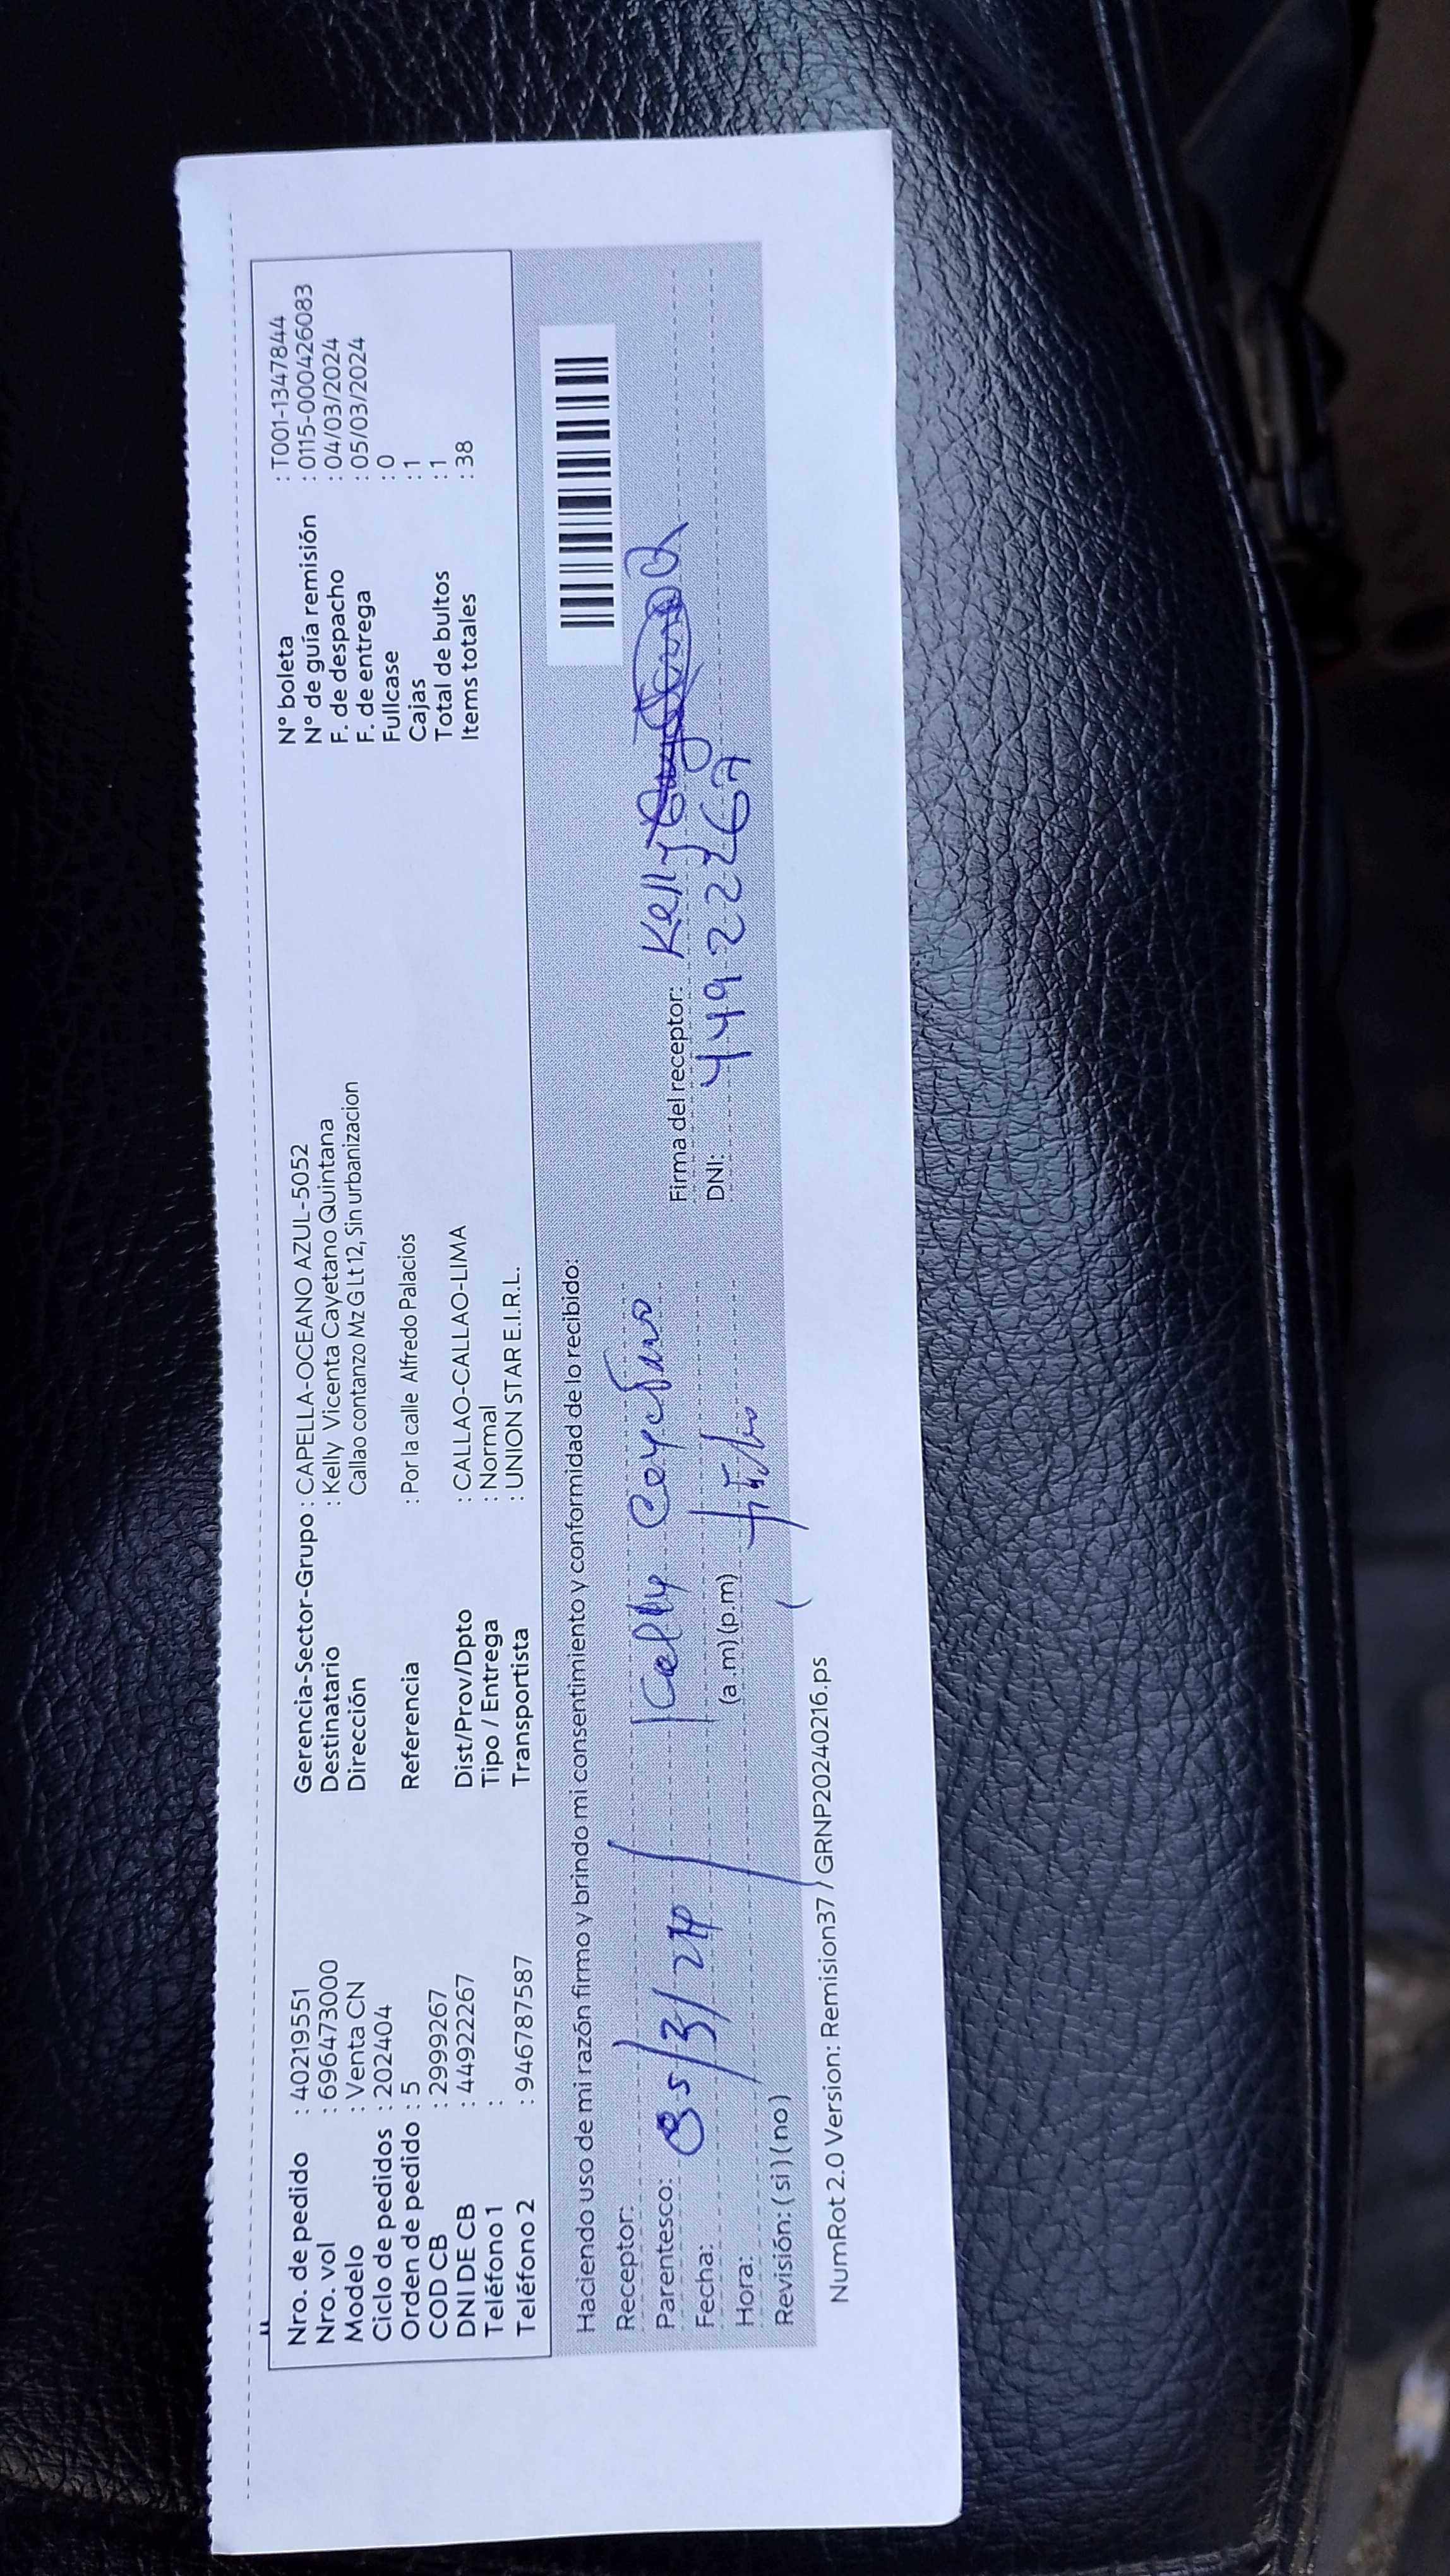 Nro. de pedido : 40219551 Gerencia-Sector-Grupo : CAPELLA-OCEANO AZUL-5052 N° boleta : T001-1347844
Nro. vol : 696473000 Destinatario : Kelly Vicenta Cayetano Quintana N° de guía remisión : 0115-000426083
Modelo : Venta CN Dirección Callao contanzo Mz G Lt 12, Sin urbanizacion F. de despacho : 04/03/2024
Ciclo de pedidos : 202404 F. de entrega : 05/03/2024
Orden de pedido : 5 Referencia : Por la calle Alfredo Palacios Fullcase : 0
COD CB : 2999267 Cajas : 1
DNI DE CB : 44922267 Dist/Prov/Dpto : CALLAO-CALLAO-LIMA Total de bultos : 1
Teléfono 1 : Tipo / Entrega : Normal Items totales : 38
Teléfono 2 : 946787587 Transportista : UNION STAR E.I.R.L.
Haciendo uso de mi razón firmo y brindo mi consentimiento y conformidad de lo recibido:
Receptor:
Parentesco: 05/3/24 Kelly Cayetano Firma del receptor: Kelly
Fecha: DNI: 44922267
Hora: (a.m) (p.m)
Revisión: ( si ) ( no )
NumRot 2.0 Version: Remision37 / GRNP20240216.ps